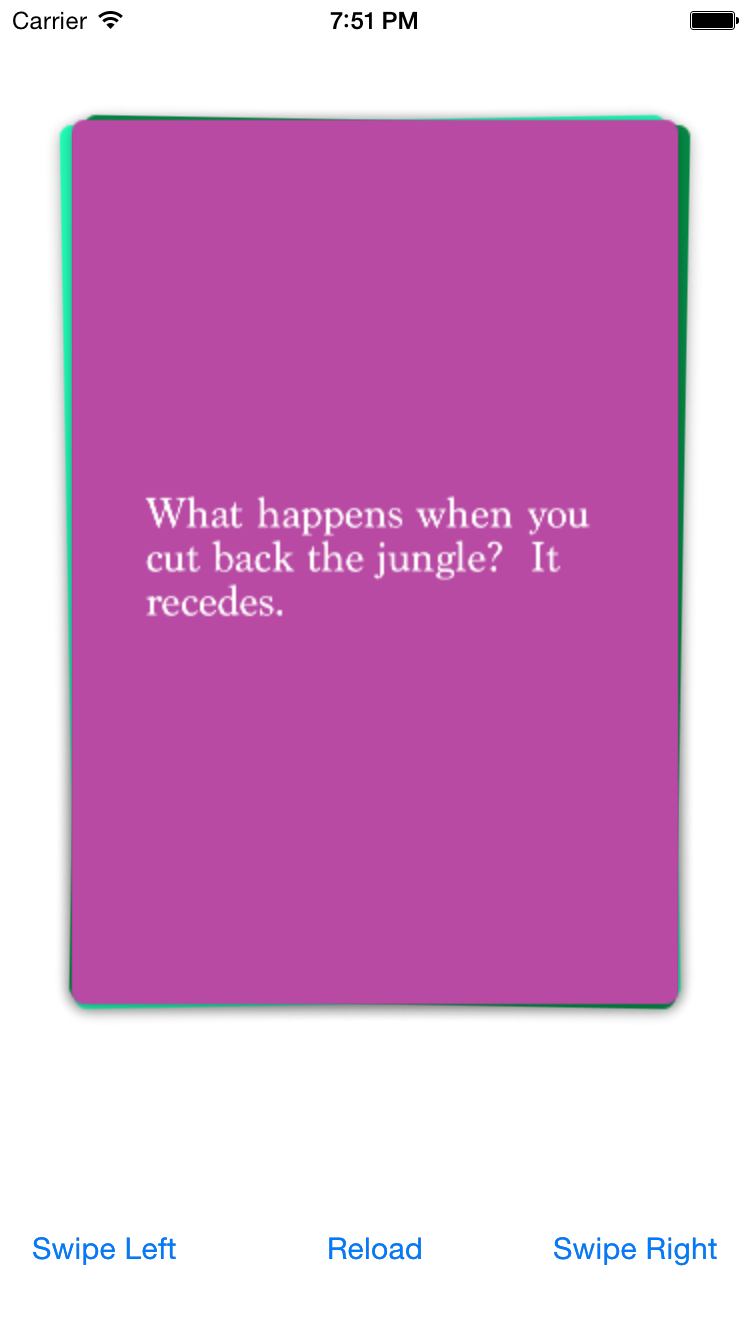 Carrier 7:51 PM
What happens when you
cut back the jungle?  It
recedes.
Swipe Left Reload Swipe Right